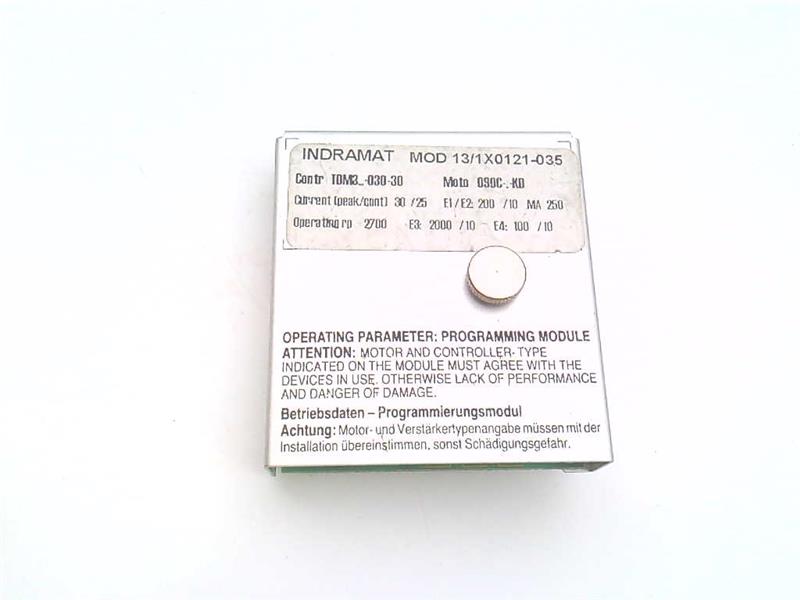 INDRAMAT MOD 13/1X0121-035
Contr TDM3_-030-30 Moto 090C-.-KD
Current (peak/cont) 30 /25 E1/E2: 200 /10 MA 250
Operating rp 2700 E3: 2000 /10 - E4: 100 /10
OPERATING PARAMETER: PROGRAMMING MODULE
ATTENTION: MOTOR AND CONTROLLER-TYPE
INDICATED ON THE MODULE MUST AGREE WITH THE
DEVICES IN USE. OTHERWISE LACK OF PERFORMANCE
AND DANGER OF DAMAGE.
Betriebsdaten – Programmierungsmodul
Achtung: Motor- und Verstärkertypenangabe müssen mit der
Installation übereinstimmen, sonst Schädigungsgefahr.